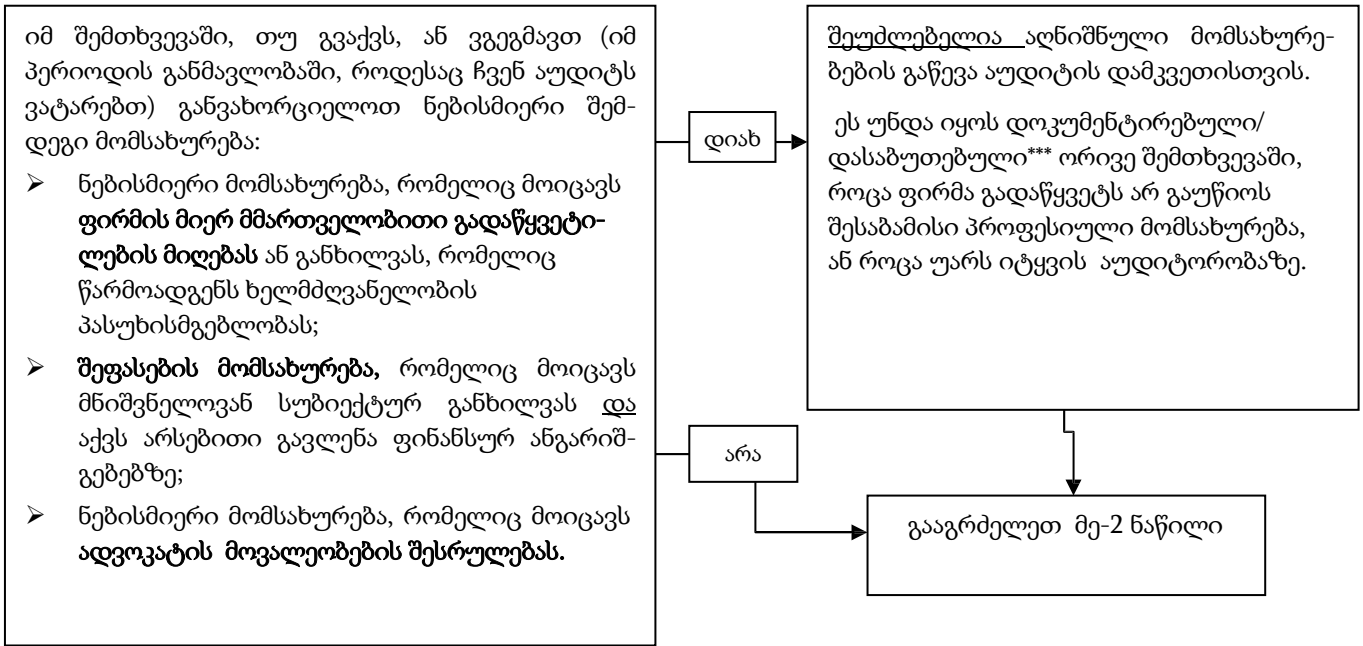 იმ შემთხვევაში, თუ გვაქვს, ან ვგეგმავთ (იმ
პერიოდის განმავლობაში, როდესაც ჩვენ აუდიტს
ვატარებთ) განვახორციელოთ ნებისმიერი შემ-
დეგი მომსახურება:
➢ ნებისმიერი მომსახურება, რომელიც მოიცავს
ფირმის მიერ მმართველობითი გადაწყვეტი-
ლების მიღებას ან განხილვას, რომელიც
წარმოადგენს ხელმძღვანელობის
პასუხისმგებლობას;
➢ შეფასების მომსახურება, რომელიც მოიცავს
მნიშვნელოვან სუბიექტურ განხილვას და
აქვს არსებითი გავლენა ფინანსურ ანგარიშ-
გებებზე;
➢ ნებისმიერი მომსახურება, რომელიც მოიცავს
ადვოკატის მოვალეობების შესრულებას.
დიახ
არა
შეუძლებელია აღნიშნული მომსახურე-
ბების გაწევა აუდიტის დამკვეთისთვის.
ეს უნდა იყოს დოკუმენტირებული/
დასაბუთებული*** ორივე შემთხვევაში,
როცა ფირმა გადაწყვეტს არ გაუწიოს
შესაბამისი პროფესიული მომსახურება,
ან როცა უარს იტყვის აუდიტორობაზე.
გააგრძელეთ მე-2 ნაწილი